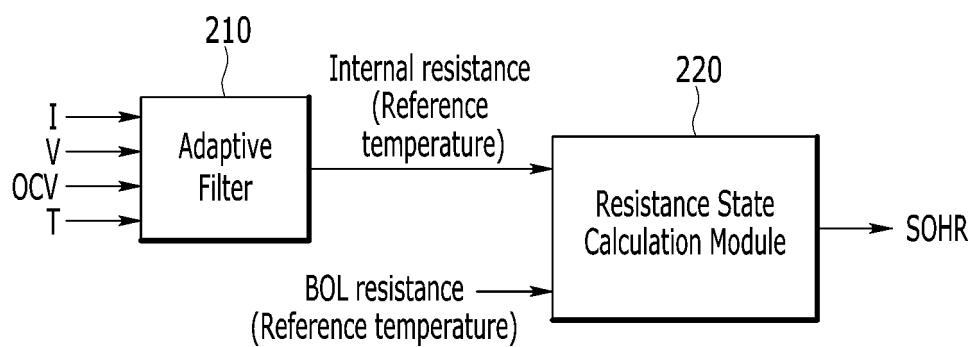 210
I
V
OCV
T
Adaptive
Filter
Internal resistance
(Reference
temperature)
220
Resistance State
Calculation Module
BOL resistance
(Reference temperature)
SOHR